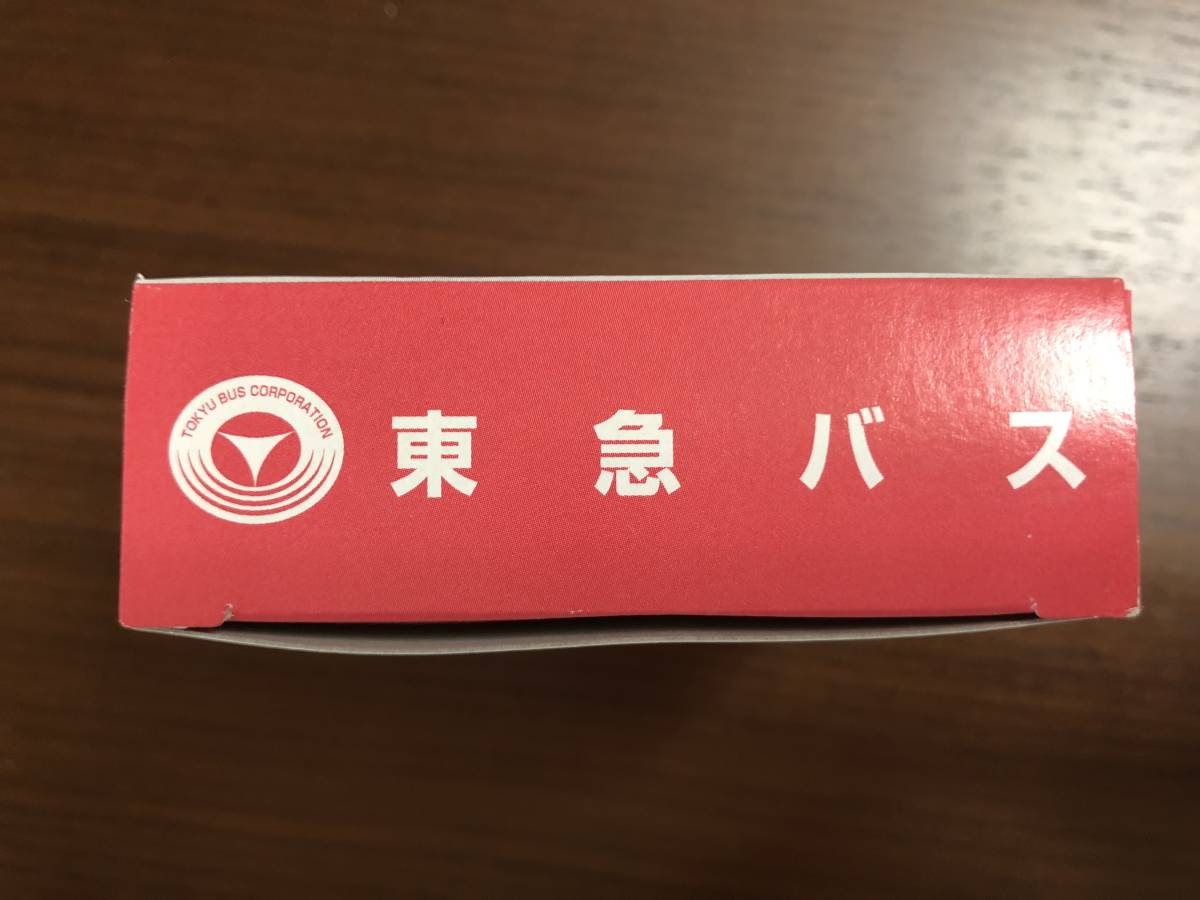 TOKYU BUS CORPORATION
東急バス